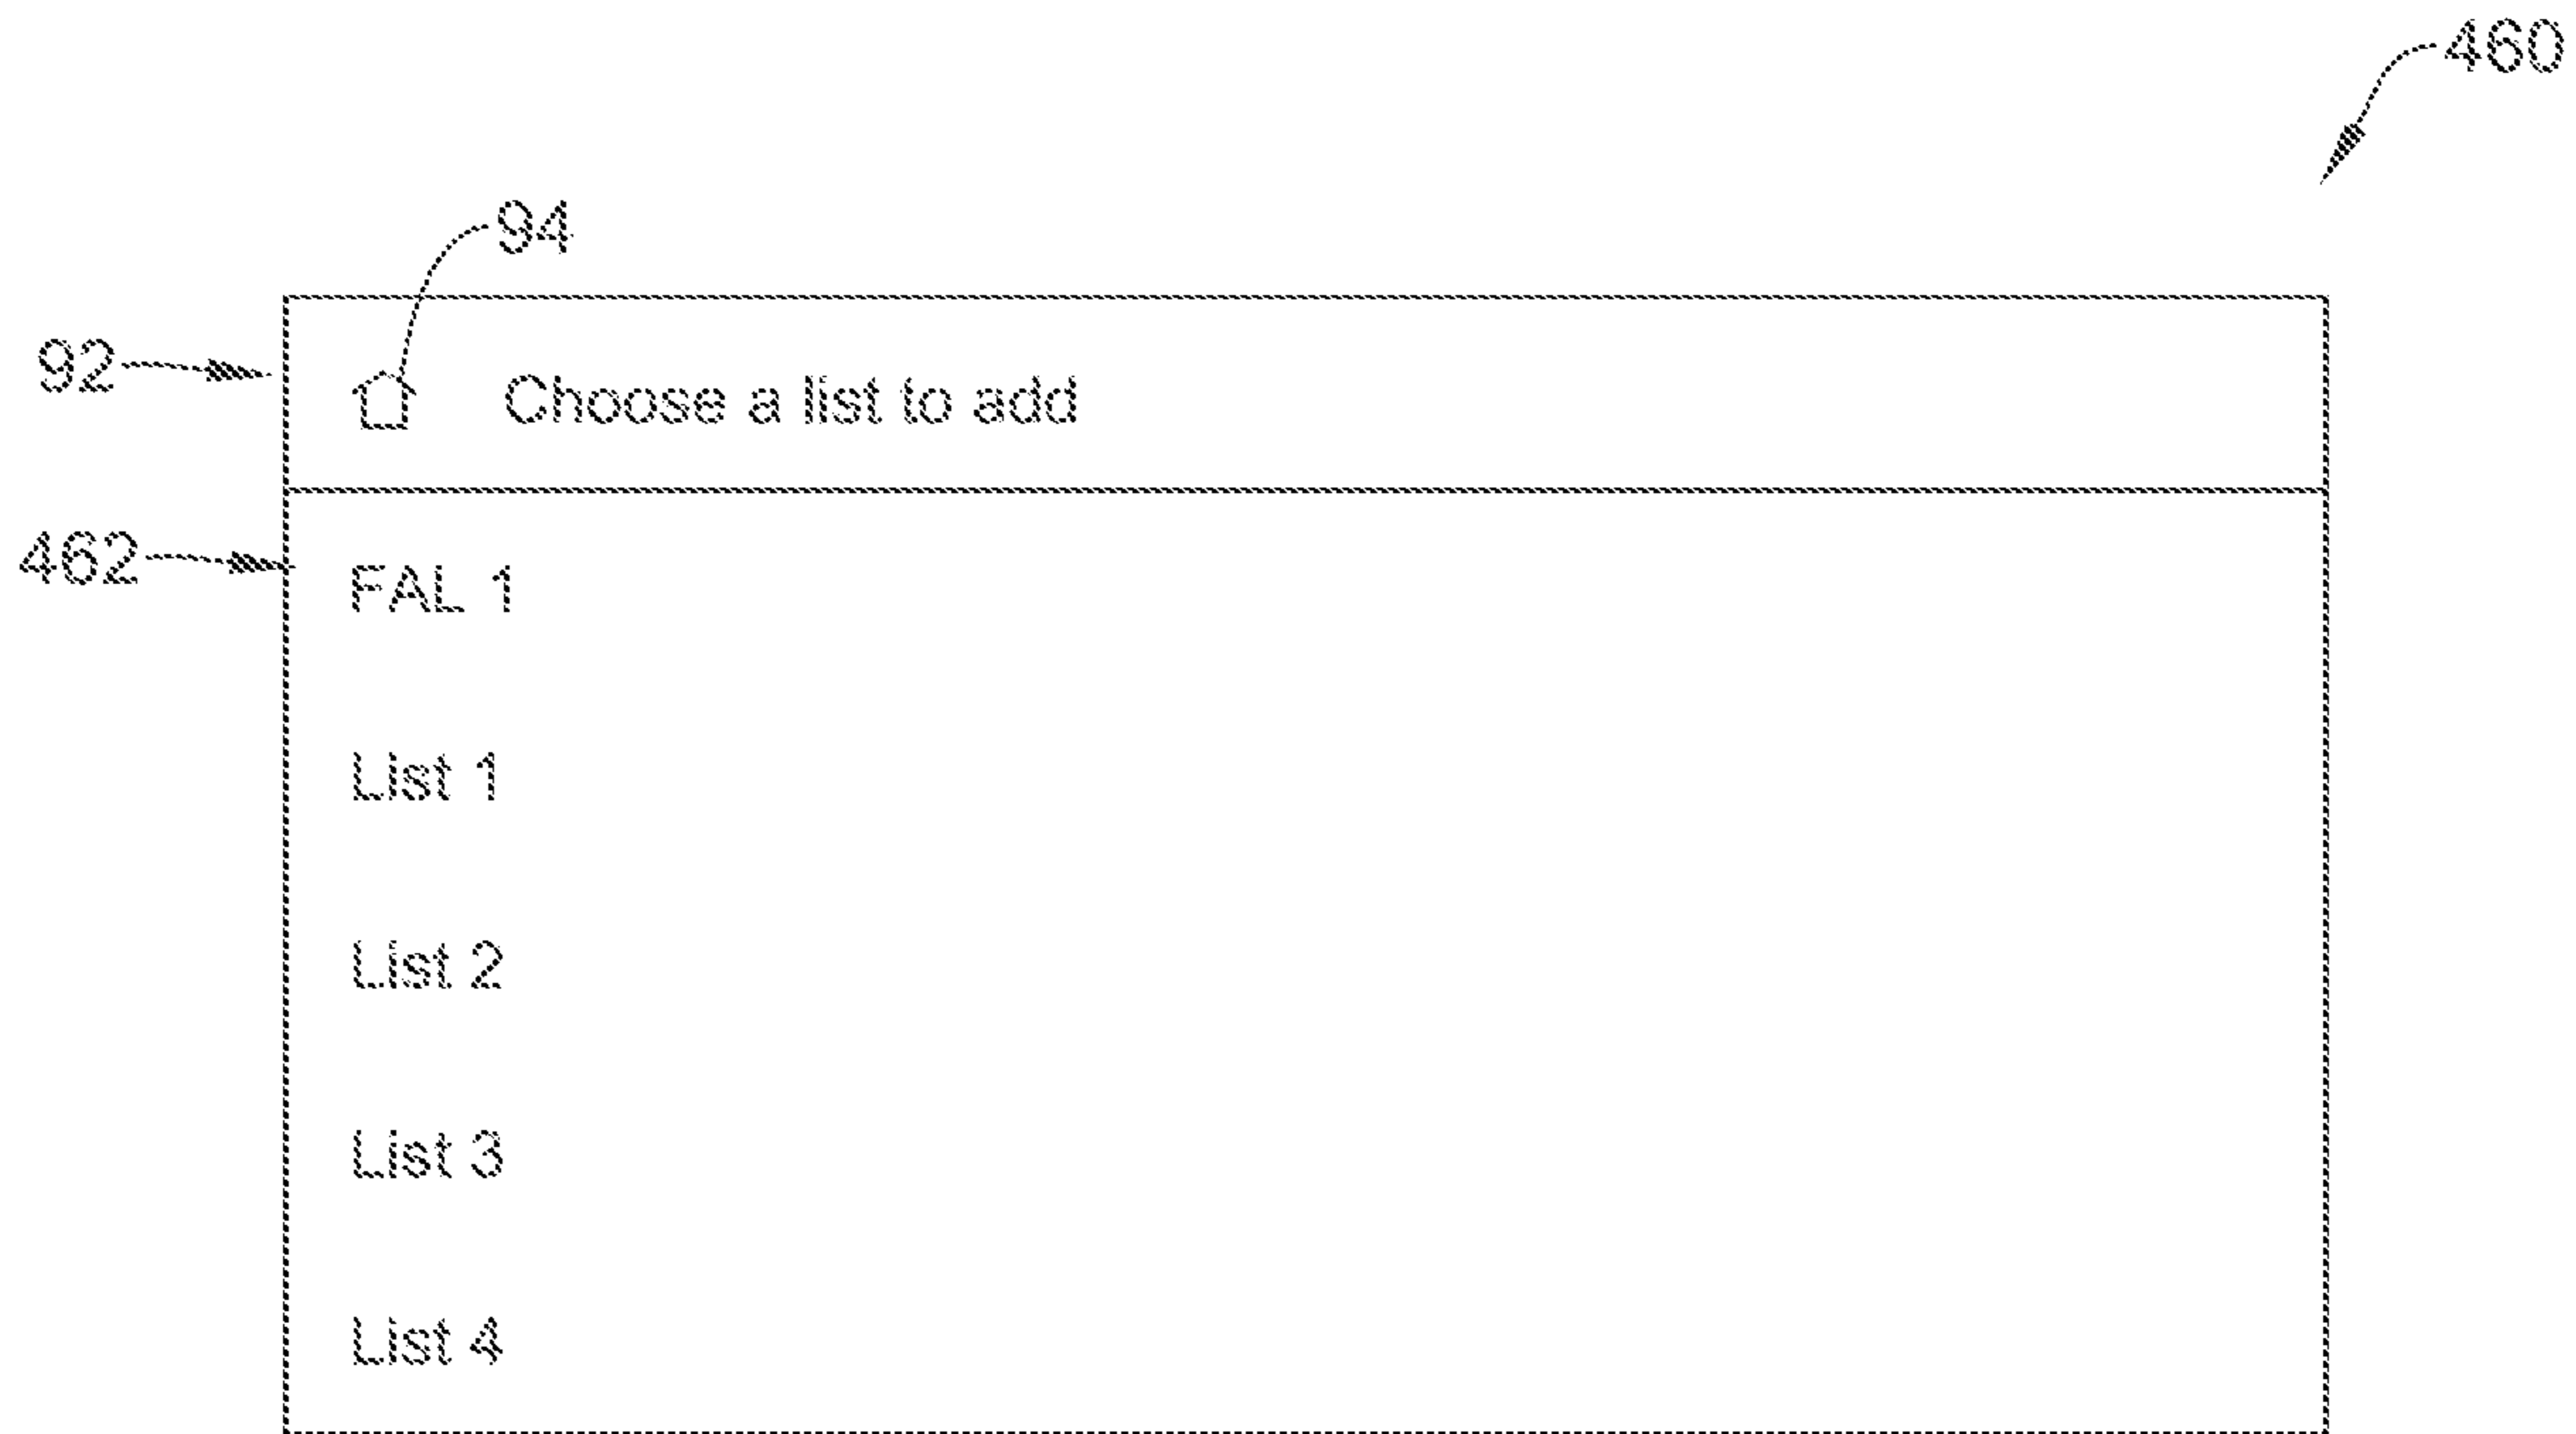 460
94
92
Choose a list to add
462
FAL 1
List 1
List 2
List 3
List 4